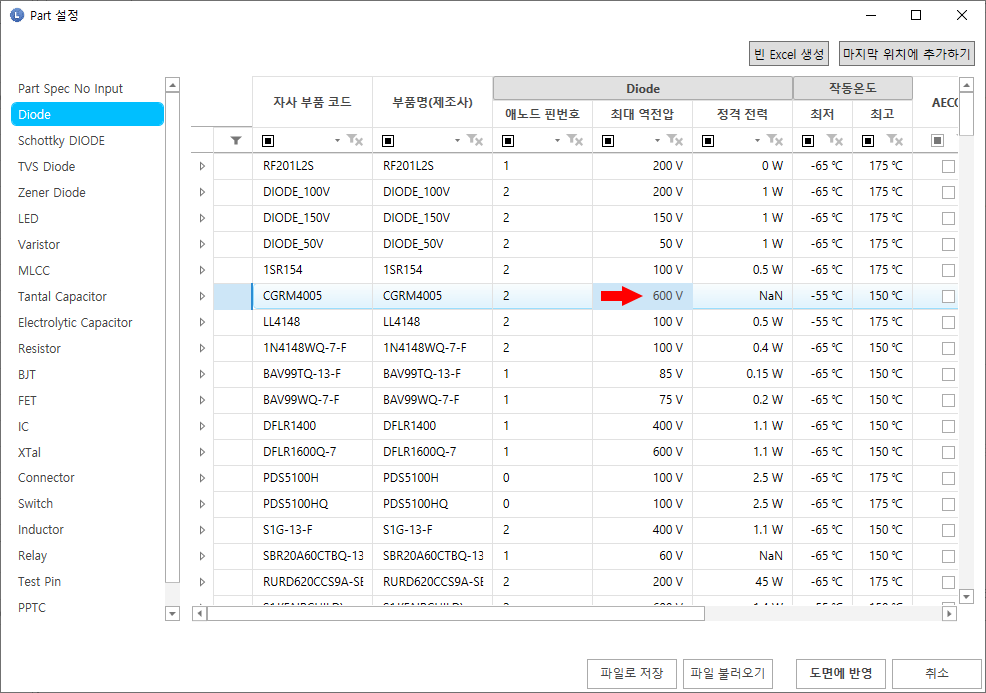 Part 설정
빈 Excel 생성 마지막 위치에 추가하기
Part Spec No Input
Diode
Schottky DIODE
TVS Diode
Zener Diode
LED
Varistor
MLCC
Tantal Capacitor
Electrolytic Capacitor
Resistor
BJT
FET
IC
XTal
Connector
Switch
Inductor
Relay
Test Pin
PPTC
Diode 작동온도
자사 부품 코드 부품명(제조사) 애노드 핀번호 최대 역전압 정격 전력 최저 최고 AECQ
RF201L2S RF201L2S 1 200 V 0 W -65 ℃ 175 ℃
DIODE_100V DIODE_100V 2 200 V 1 W -65 ℃ 175 ℃
DIODE_150V DIODE_150V 2 150 V 1 W -65 ℃ 175 ℃
DIODE_50V DIODE_50V 2 50 V 1 W -65 ℃ 175 ℃
1SR154 1SR154 2 100 V 0.5 W -65 ℃ 175 ℃
CGRM4005 CGRM4005 2 600 V NaN -55 ℃ 150 ℃
LL4148 LL4148 2 100 V 0.5 W -55 ℃ 175 ℃
1N4148WQ-7-F 1N4148WQ-7-F 2 100 V 0.4 W -65 ℃ 150 ℃
BAV99TQ-13-F BAV99TQ-13-F 1 85 V 0.15 W -65 ℃ 150 ℃
BAV99WQ-7-F BAV99WQ-7-F 1 75 V 0.2 W -65 ℃ 150 ℃
DFLR1400 DFLR1400 1 400 V 1.1 W -65 ℃ 150 ℃
DFLR1600Q-7 DFLR1600Q-7 1 600 V 1.1 W -65 ℃ 150 ℃
PDS5100H PDS5100H 0 100 V 2.5 W -65 ℃ 175 ℃
PDS5100HQ PDS5100HQ 0 100 V 2.5 W -65 ℃ 175 ℃
S1G-13-F S1G-13-F 2 400 V 1.1 W -65 ℃ 150 ℃
SBR20A60CTBQ-13 SBR20A60CTBQ-13 1 60 V NaN -65 ℃ 150 ℃
RURD620CCS9A-SE RURD620CCS9A-SE 2 200 V 45 W -65 ℃ 175 ℃
파일로 저장 파일 불러오기 도면에 반영 취소